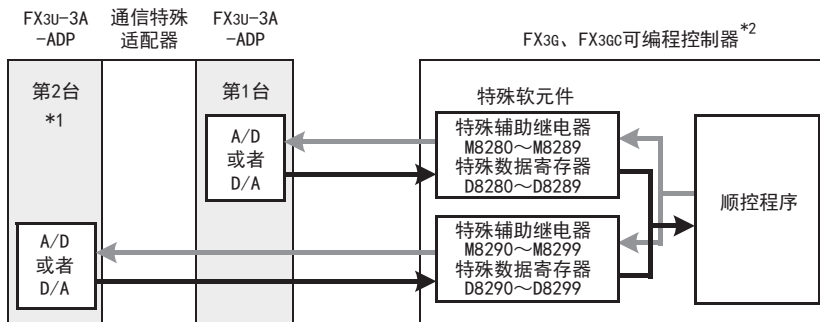 FX3U-3A
-ADP
通信特殊
适配器
FX3U-3A
-ADP
FX3G、FX3GC可编程控制器*2
第2台
*1
第1台
特殊软元件
A/D
或者
D/A
特殊辅助继电器
M8280～M8289
特殊数据寄存器
D8280～D8289
顺控程序
A/D
或者
D/A
特殊辅助继电器
M8290～M8299
特殊数据寄存器
D8290～D8299